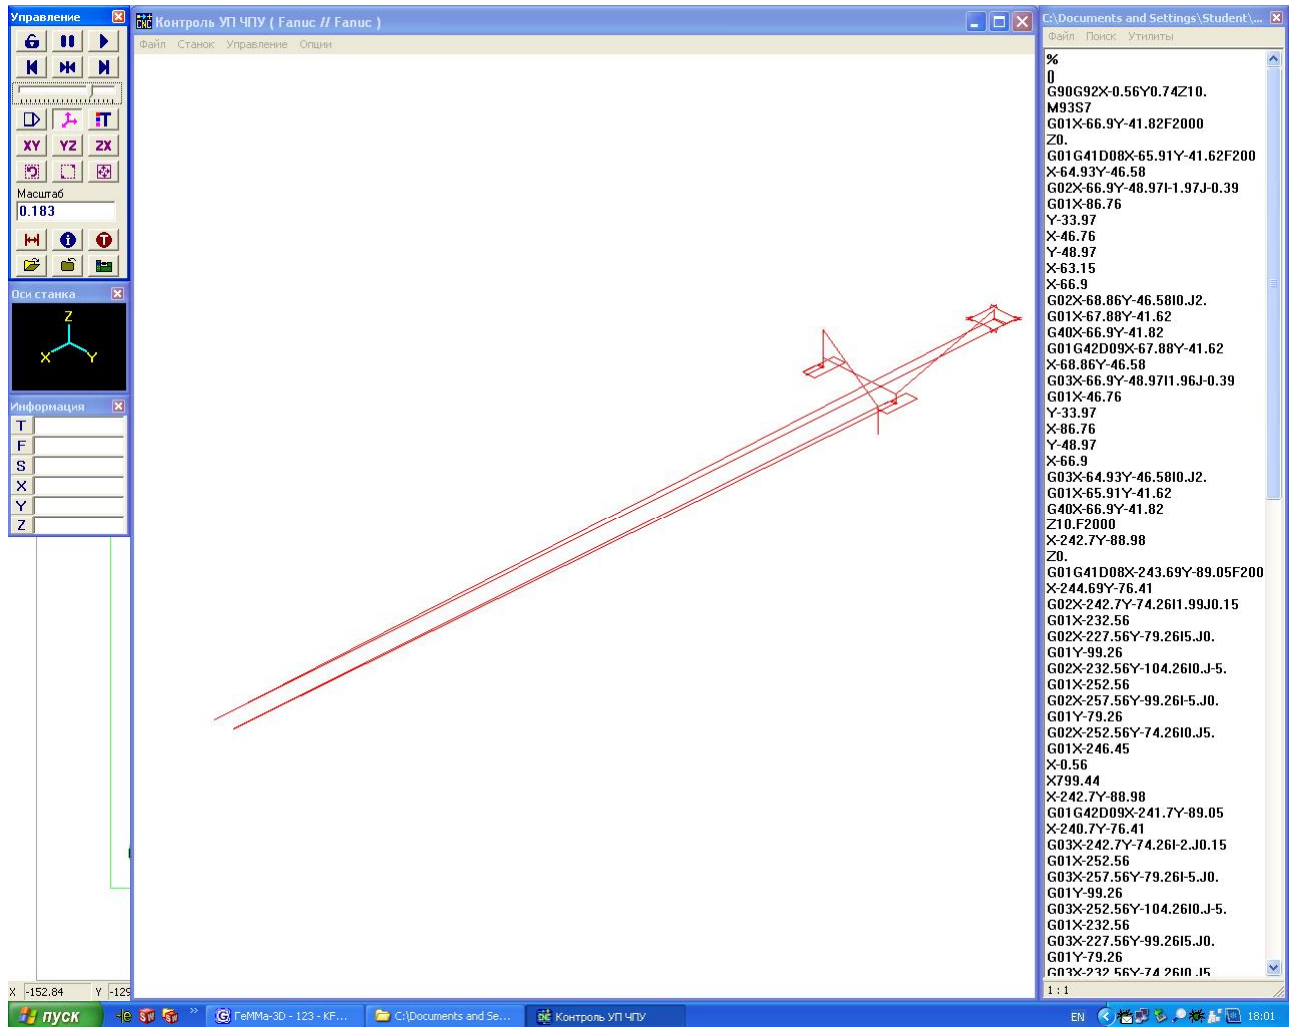 Управление
XY YZ ZX
Масштаб
0.183
Оси станка
Z
X Y
Информация
T
F
S
X
Y
Z
X -152.84 Y -129
Контроль УП ЧПУ ( Fanuc // Fanuc )
Файл Станок Управление Опции
C:\Documents and Settings\Student\...
Файл Поиск Утилиты
%
()
G90G92X-0.56Y0.74Z10.
M93S7
G01X-66.9Y-41.82F2000
Z0.
G01G41D08X-65.91Y-41.62F200
X-64.93Y-46.58
G02X-66.9Y-48.97I-1.97J-0.39
G01X-86.76
Y-33.97
X-46.76
Y-48.97
X-63.15
X-66.9
G02X-68.86Y-46.58I0.J2.
G01X-67.88Y-41.62
G40X-66.9Y-41.82
G01G42D09X-67.88Y-41.62
X-68.86Y-46.58
G03X-66.9Y-48.97I1.96J-0.39
G01X-46.76
Y-33.97
X-86.76
Y-48.97
X-66.9
G03X-64.93Y-46.58I0.J2.
G01X-65.91Y-41.62
G40X-66.9Y-41.82
Z10.F2000
X-242.7Y-88.98
Z0.
G01G41D08X-243.69Y-89.05F200
X-244.69Y-76.41
G02X-242.7Y-74.26I1.99J0.15
G01X-232.56
G02X-227.56Y-79.26I5.J0.
G01Y-99.26
G02X-232.56Y-104.26I0.J-5.
G01X-252.56
G02X-257.56Y-99.26I-5.J0.
G01Y-79.26
G02X-252.56Y-74.26I0.J5.
G01X-246.45
X-0.56
X799.44
X-242.7Y-88.98
G01G42D09X-241.7Y-89.05
X-240.7Y-76.41
G03X-242.7Y-74.26I-2.J0.15
G01X-252.56
G03X-257.56Y-79.26I-5.J0.
G01Y-99.26
G03X-252.56Y-104.26I0.J-5.
G01X-232.56
G03X-227.56Y-99.26I5.J0.
G01Y-79.26
G03X-232.56Y-74.26I0.J5
1 : 1
пуск
ГеММа-3D - 123 - KF...
C:\Documents and Se...
Контроль УП ЧПУ
EN
18:01